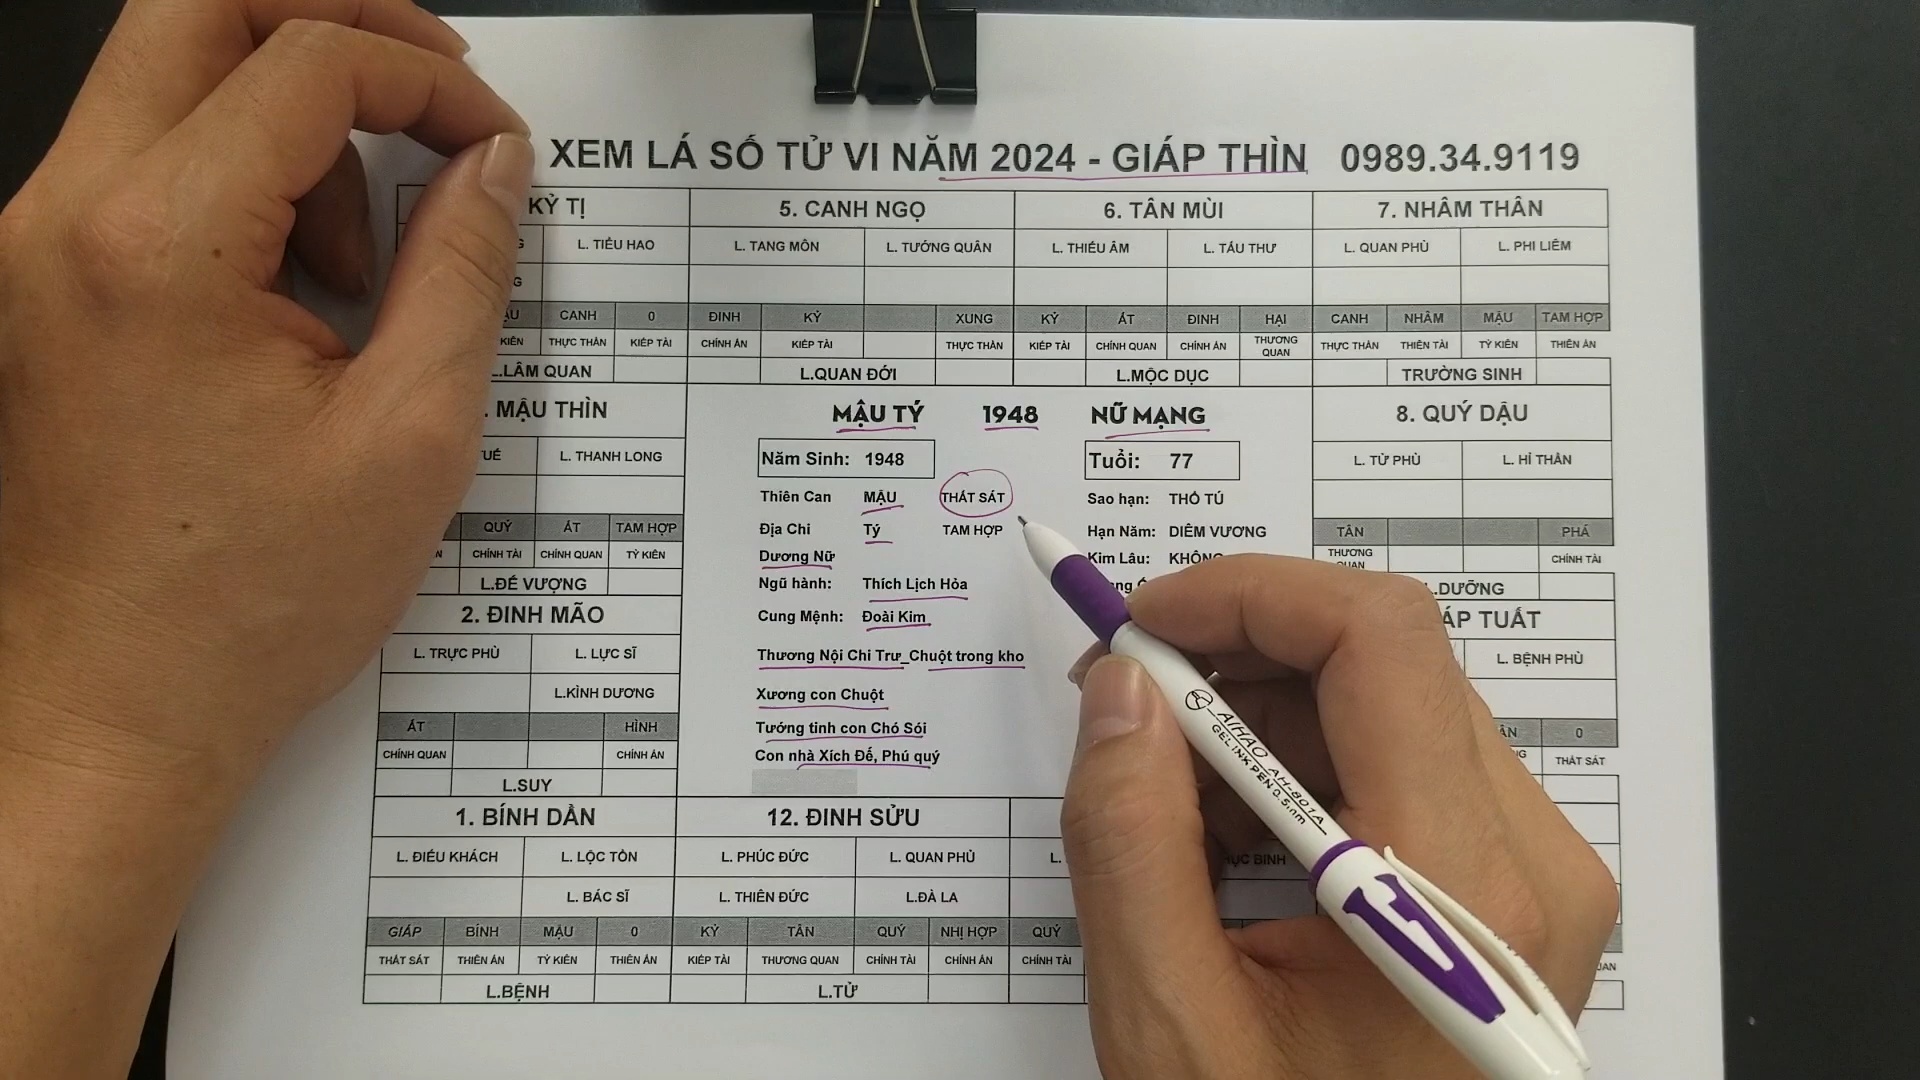 XEM LÁ SỐ TỬ VI NĂM 2024 - GIÁP THÌN 0989.34.9119
KỶ TỊ 5. CANH NGỌ 6. TÂN MÙI 7. NHÂM THÂN
L. TIỂU HAO L. TANG MÔN L. TƯỚNG QUÂN L. THIẾU ÂM L. TẤU THƯ L. QUAN PHÙ L. PHI LIÊM
CANH 0 ĐINH KỶ XUNG KỶ ẤT ĐINH HẠI CANH NHÂM MẬU TAM HỢP
KIÊN THỰC THẦN KIẾP TÀI CHÍNH ẤN KIẾP TÀI THỰC THẦN KIẾP TÀI CHÍNH QUAN CHÍNH ẤN THƯƠNG QUAN THỰC THẦN THIÊN TÀI TỶ KIÊN THIÊN ẤN
L.LÂM QUAN L.QUAN ĐỚI L.MỘC DỤC TRƯỜNG SINH
MẬU THÌN
L. THANH LONG
QUÝ ẤT TAM HỢP
CHÍNH TÀI CHÍNH QUAN TỶ KIÊN
L.ĐẾ VƯỢNG
2. ĐINH MÃO
L. TRỰC PHÙ L. LỰC SĨ
L.KÌNH DƯƠNG
ẤT HÌNH
CHÍNH QUAN CHÍNH ẤN
L.SUY
MẬU TÝ 1948 NỮ MẠNG
Năm Sinh: 1948 Tuổi: 77
Thiên Can MẬU THẤT SÁT Sao hạn: THỔ TÚ
Địa Chi Tý TAM HỢP Hạn Năm: DIÊM VƯƠNG
Dương Nữ Kim Lâu: KHÔNG
Ngũ hành: Thích Lịch Hỏa
Cung Mệnh: Đoài Kim
Thương Nội Chi Trư_Chuột trong kho
Xương con Chuột
Tướng tinh con Chó Sói
Con nhà Xích Đế, Phú quý
8. QUÝ DẬU
L. TỬ PHÙ L. HỈ THẦN
TÂN PHÁ
THƯƠNG QUAN CHÍNH TÀI
L.DƯỠNG
ÁP TUẤT
L. BỆNH PHÙ
0
THẤT SÁT
1. BÍNH DẦN 12. ĐINH SỬU
L. ĐIẾU KHÁCH L. LỘC TỒN L. PHÚC ĐỨC L. QUAN PHỦ L. PHỤC BINH
L. BÁC SĨ L. THIÊN ĐỨC L.ĐÀ LA
GIÁP BÍNH MẬU 0 KỶ TÂN QUÝ NHỊ HỢP QUÝ
THẤT SÁT THIÊN ẤN TỶ KIÊN THIÊN ẤN KIẾP TÀI THƯƠNG QUAN CHÍNH TÀI CHÍNH ẤN CHÍNH TÀI
L.BỆNH L.TỬ
AIHAO AH-801A
GEL INK PEN 0.5mm